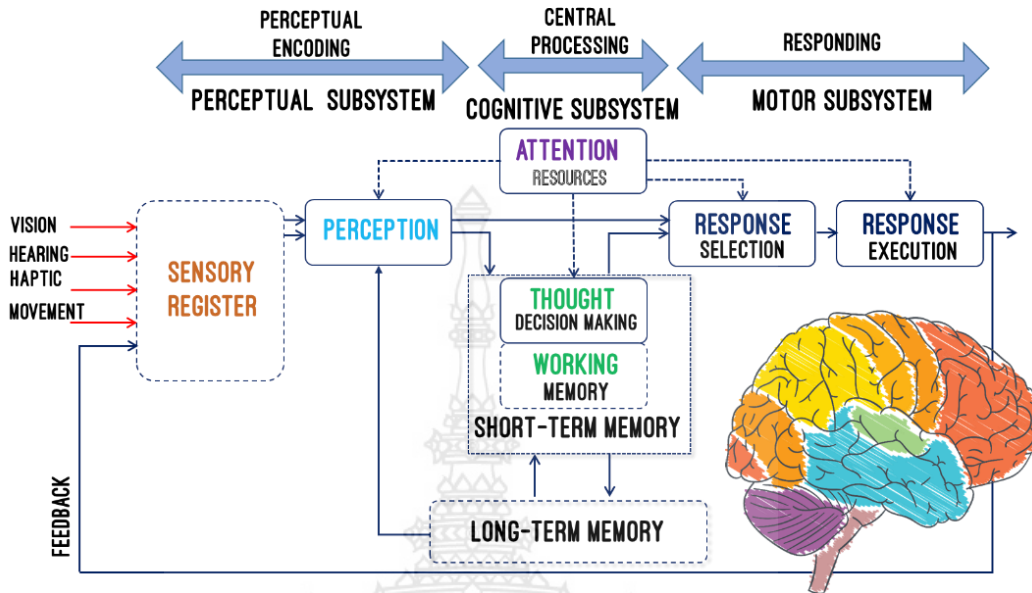 PERCEPTUAL
ENCODING
CENTRAL
PROCESSING
RESPONDING
PERCEPTUAL SUBSYSTEM
COGNITIVE SUBSYSTEM
MOTOR SUBSYSTEM
ATTENTION
RESOURCES
VISION
HEARING
HAPTIC
MOVEMENT
SENSORY
REGISTER
PERCEPTION
RESPONSE
SELECTION
RESPONSE
EXECUTION
THOUGHT
DECISION MAKING
WORKING
MEMORY
SHORT-TERM MEMORY
LONG-TERM MEMORY
FEEDBACK